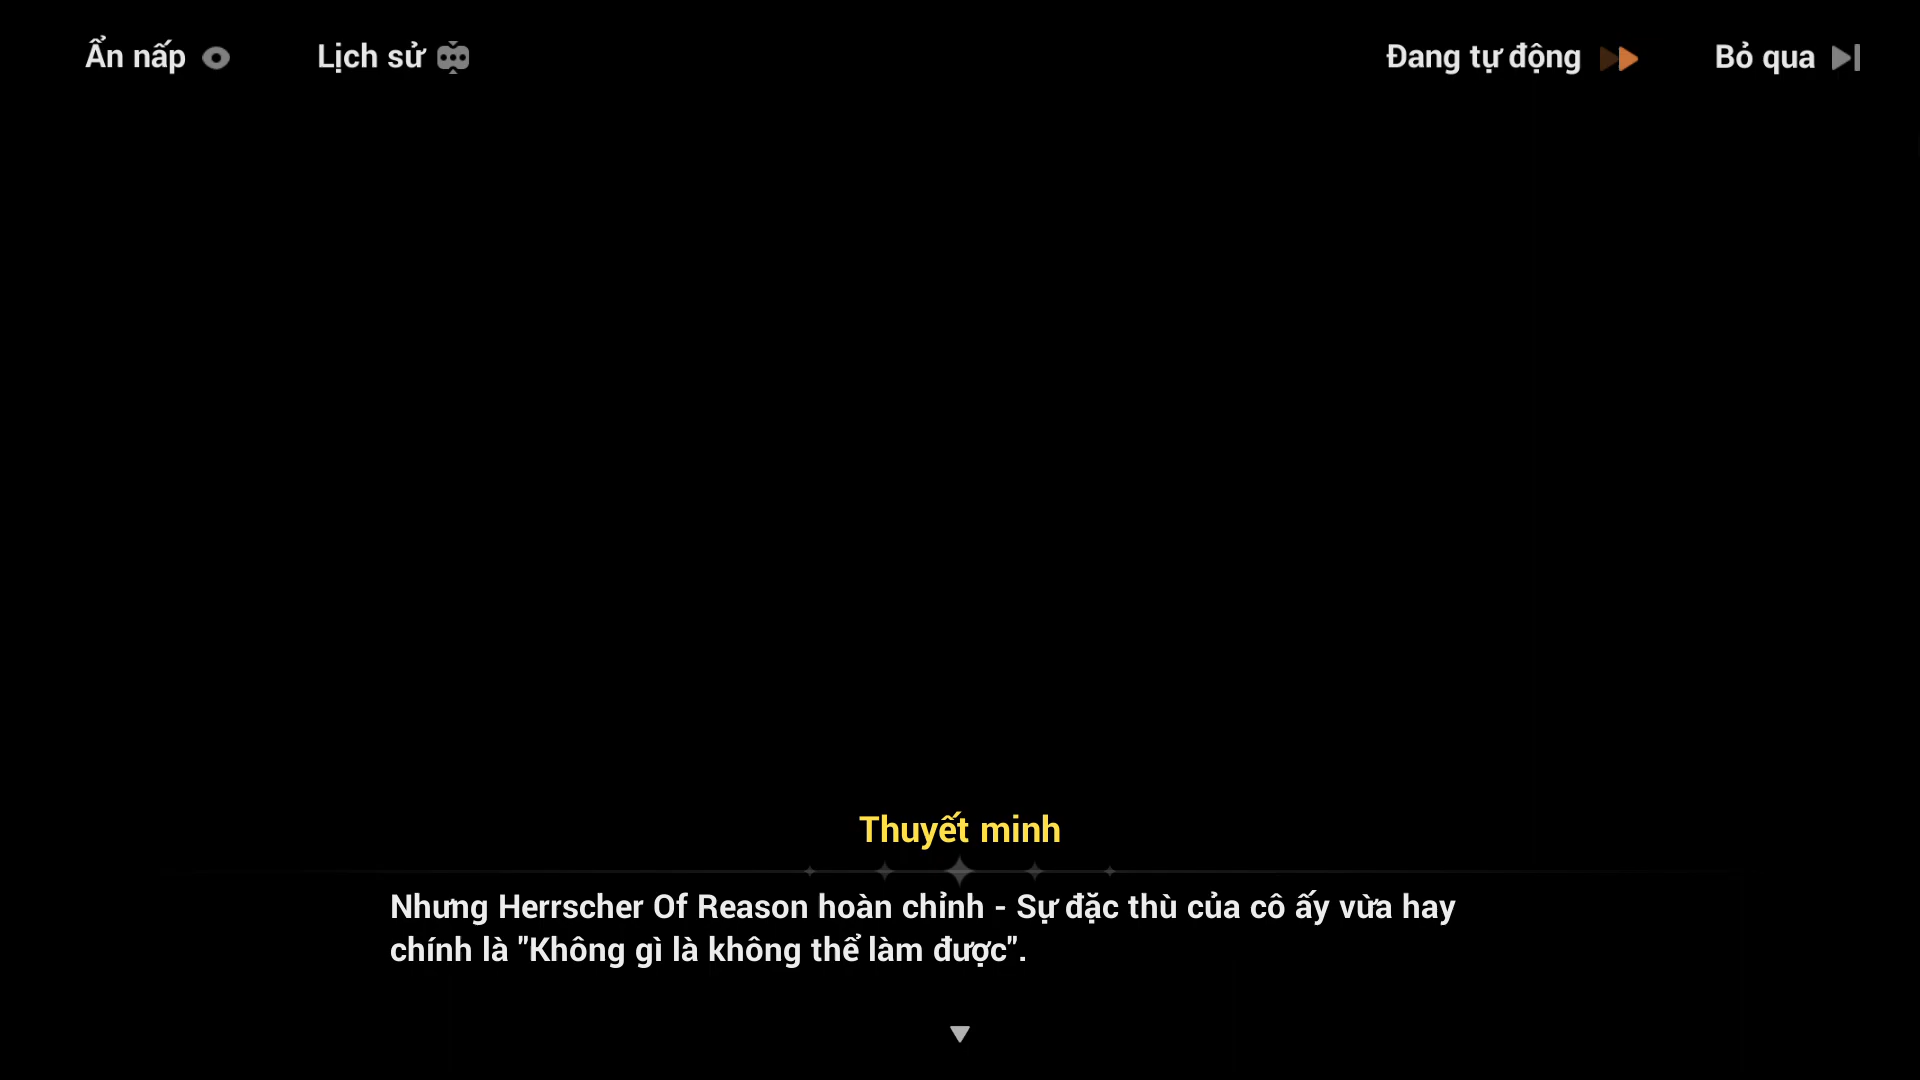 Ẩn nấp
Lịch sử
Đang tự động
Bỏ qua
Thuyết minh
Nhưng Herrscher Of Reason hoàn chỉnh - Sự đặc thù của cô ấy vừa hay
chính là "Không gì là không thể làm được".